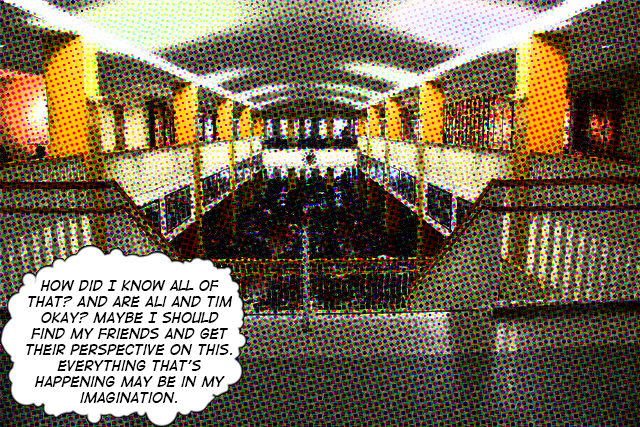 HOW DID I KNOW ALL OF
THAT? AND ARE ALI AND TIM
OKAY? MAYBE I SHOULD
FIND MY FRIENDS AND GET
THEIR PERSPECTIVE ON THIS.
EVERYTHING THAT'S
HAPPENING MAY BE IN MY
IMAGINATION.